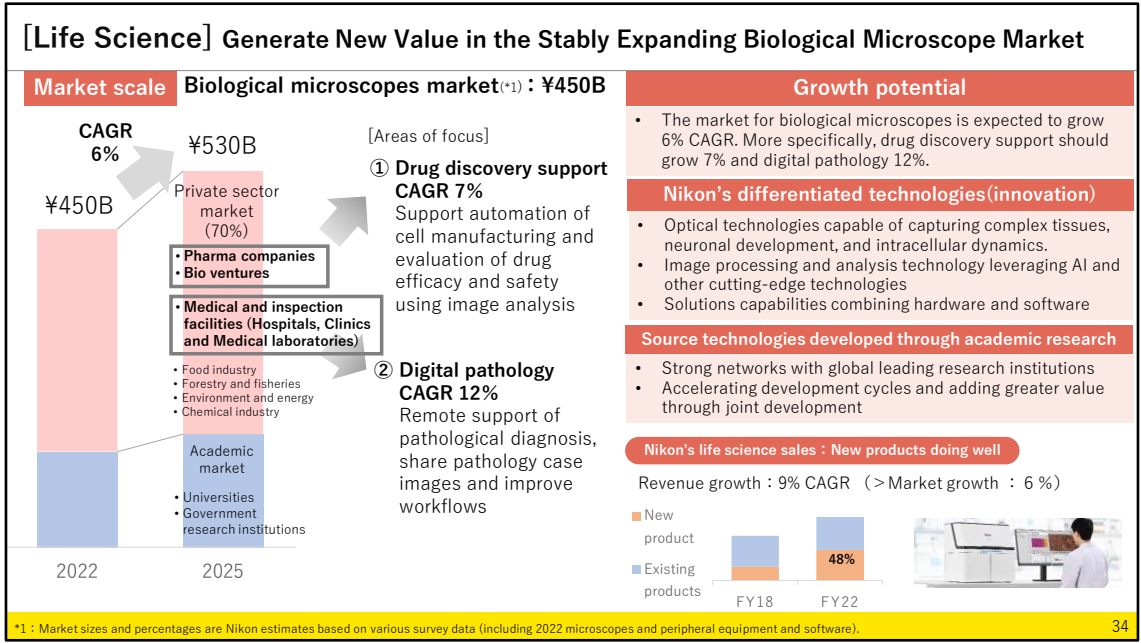 [Life Science] Generate New Value in the Stably Expanding Biological Microscope Market
Market scale
Biological microscopes market(*1)：¥450B
CAGR
6%
¥450B
¥530B
Private sector
market
(70%)
• Pharma companies
• Bio ventures
• Medical and inspection
facilities (Hospitals, Clinics
and Medical laboratories)
• Food industry
• Forestry and fisheries
• Environment and energy
• Chemical industry
Academic
market
• Universities
• Government
research institutions
2022
2025
[Areas of focus]
① Drug discovery support
CAGR 7%
Support automation of
cell manufacturing and
evaluation of drug
efficacy and safety
using image analysis
② Digital pathology
CAGR 12%
Remote support of
pathological diagnosis,
share pathology case
images and improve
workflows
Growth potential
• The market for biological microscopes is expected to grow
6% CAGR. More specifically, drug discovery support should
grow 7% and digital pathology 12%.
Nikon's differentiated technologies(innovation)
• Optical technologies capable of capturing complex tissues,
neuronal development, and intracellular dynamics.
• Image processing and analysis technology leveraging AI and
other cutting-edge technologies
• Solutions capabilities combining hardware and software
Source technologies developed through academic research
• Strong networks with global leading research institutions
• Accelerating development cycles and adding greater value
through joint development
Nikon's life science sales：New products doing well
Revenue growth：9% CAGR （＞Market growth ： 6 %）
New
product
Existing
products
48%
FY18
FY22
*1：Market sizes and percentages are Nikon estimates based on various survey data (including 2022 microscopes and peripheral equipment and software).
34